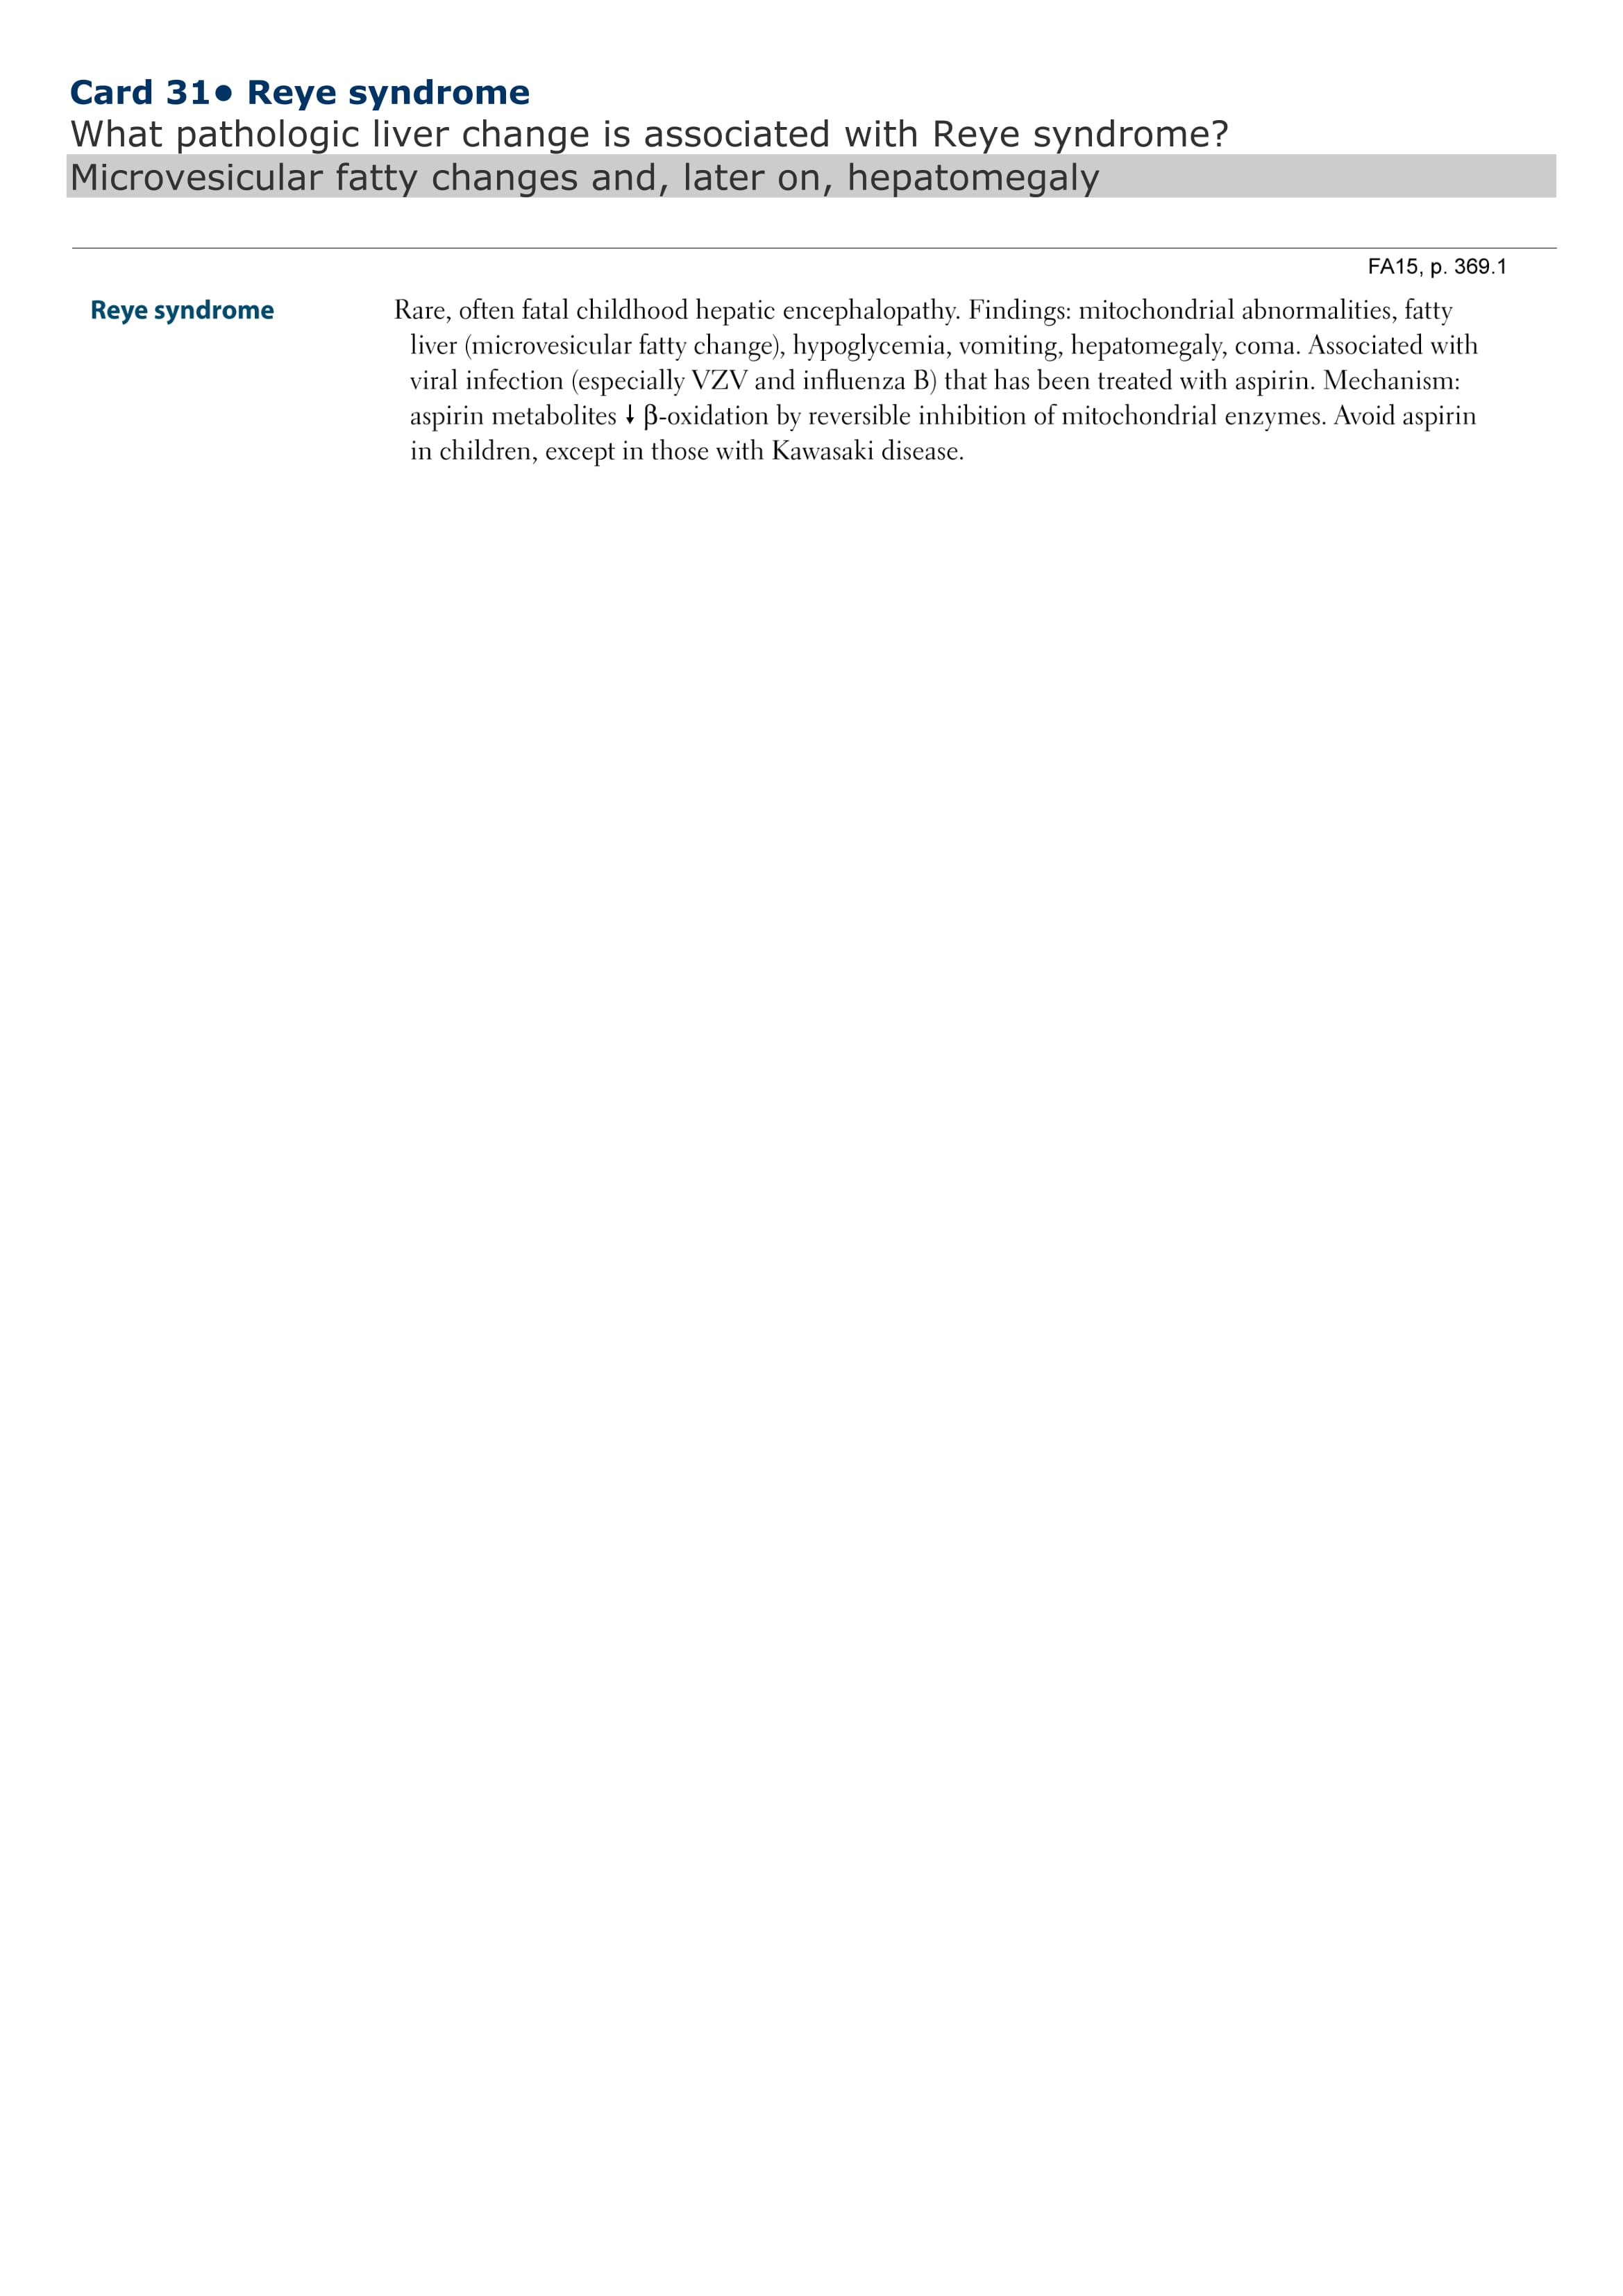 Card 31● Reye syndrome
What pathologic liver change is associated with Reye syndrome?
Microvesicular fatty changes and, later on, hepatomegaly
FA15, p. 369.1
Reye syndrome
Rare, often fatal childhood hepatic encephalopathy. Findings: mitochondrial abnormalities, fatty
liver (microvesicular fatty change), hypoglycemia, vomiting, hepatomegaly, coma. Associated with
viral infection (especially VZV and influenza B) that has been treated with aspirin. Mechanism:
aspirin metabolites ↓ β-oxidation by reversible inhibition of mitochondrial enzymes. Avoid aspirin
in children, except in those with Kawasaki disease.